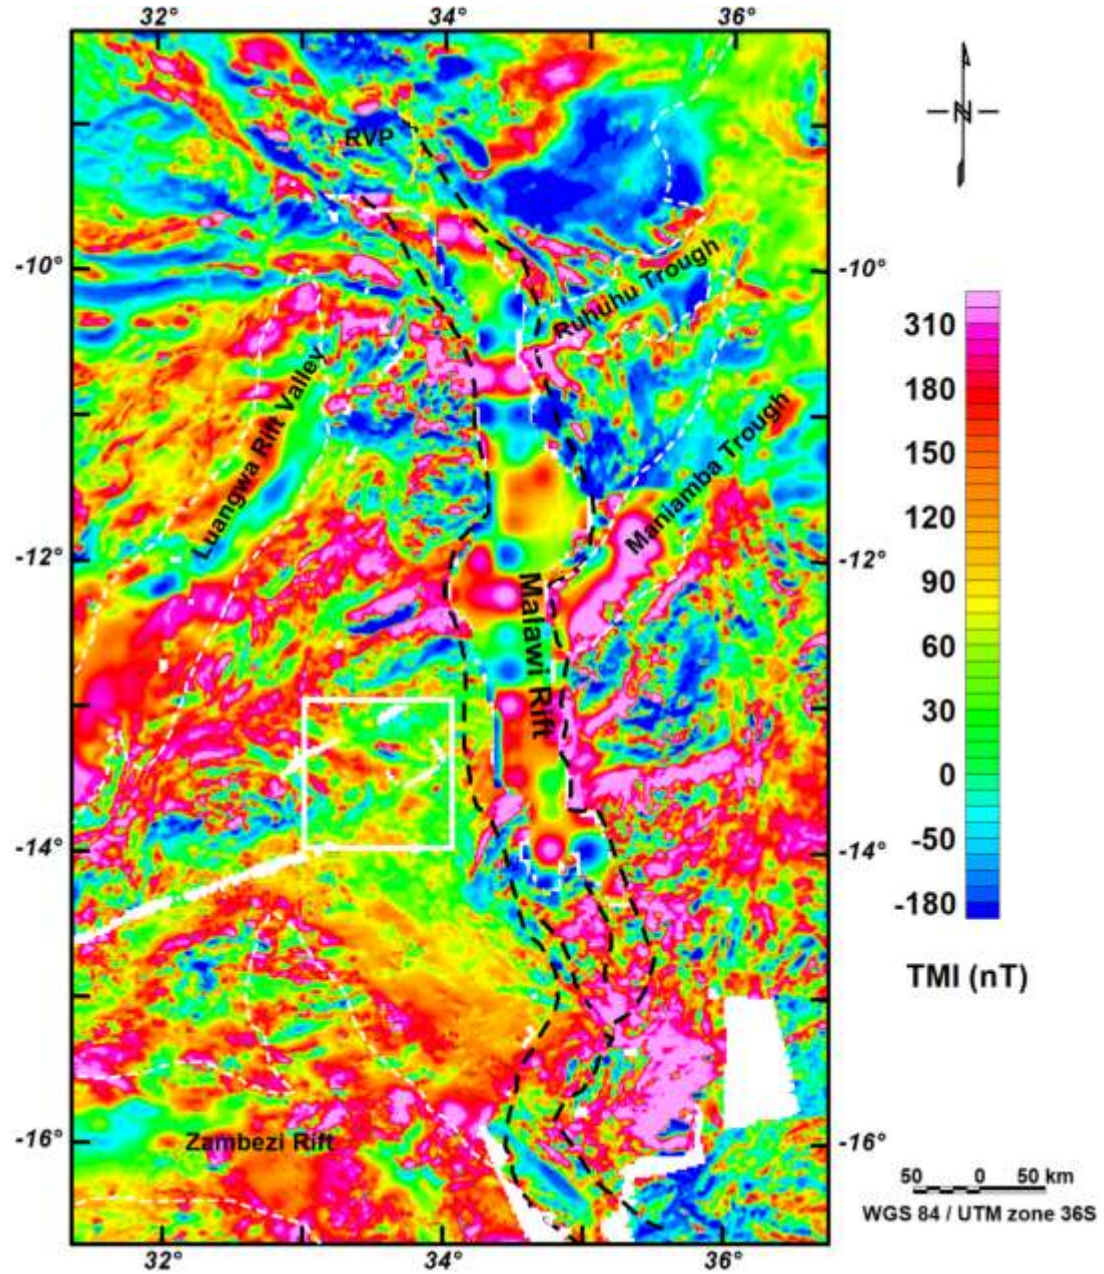 32° 34° 36°
N
RVP
-10° -10°
Ruhuhu Trough
310
180
150
120
90
60
30
0
-50
-180
TMI (nT)
Luangwa Rift Valley
Maniamba Trough
-12° -12°
Malawi Rift
-14° -14°
-16° -16°
Zambezi Rift
50 0 50 km
WGS 84 / UTM zone 36S
32° 34° 36°